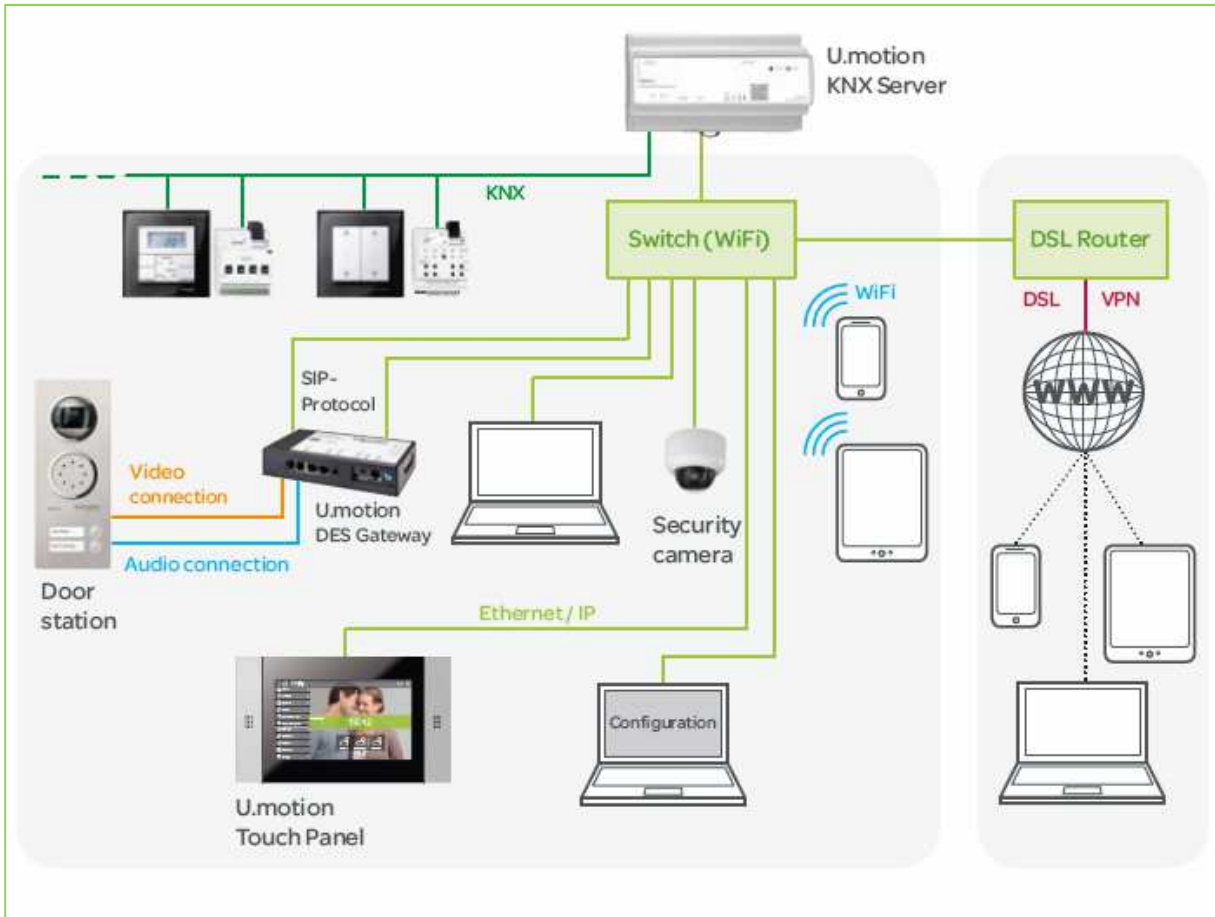 U.motion
KNX Server
KNX
Switch (WiFi)
DSL Router
WiFi
DSL
VPN
WWW
SIP-
Protocol
Video
connection
U.motion
DES Gateway
Audio connection
Security
camera
Door
station
Ethernet / IP
Configuration
U.motion
Touch Panel